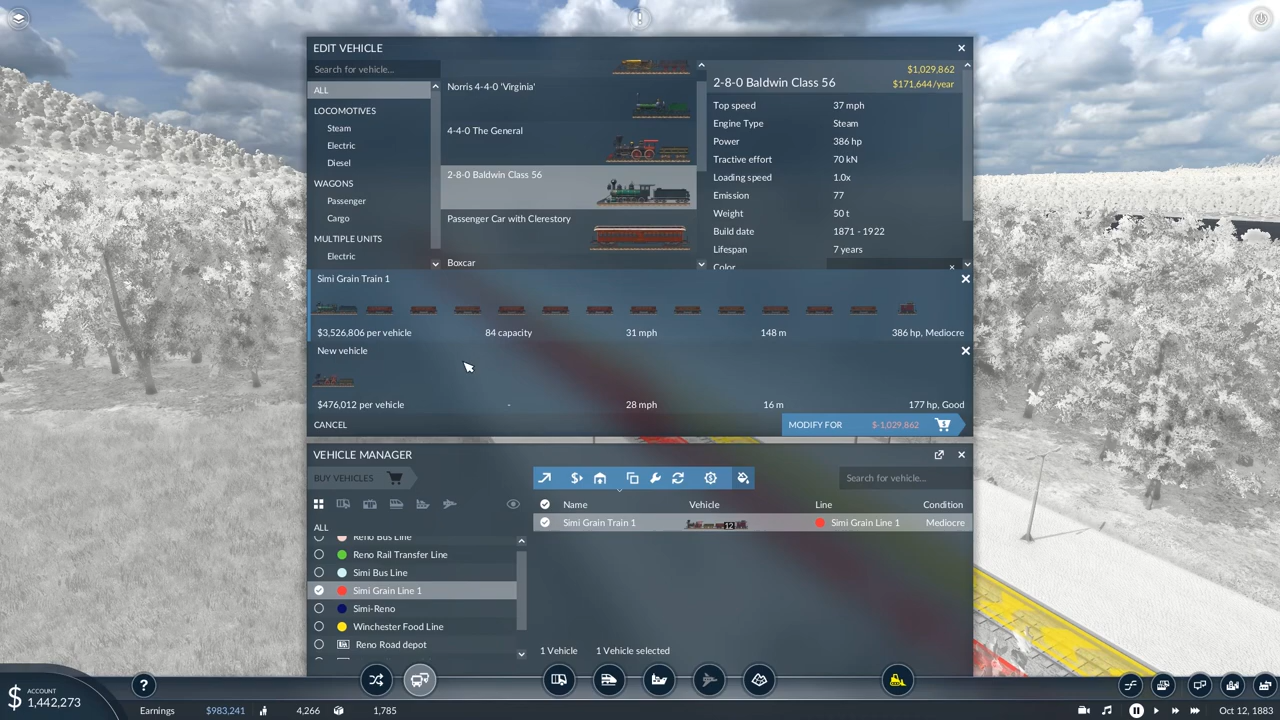 EDIT VEHICLE
Search for vehicle...
ALL
LOCOMOTIVES
Steam
Electric
Diesel
WAGONS
Passenger
Cargo
MULTIPLE UNITS
Electric
Norris 4-4-0 'Virginia'
4-4-0 The General
2-8-0 Baldwin Class 56
Passenger Car with Clerestory
Boxcar
$1,029,862
2-8-0 Baldwin Class 56
$171,644/year
Top speed 37 mph
Engine Type Steam
Power 386 hp
Tractive effort 70 kN
Loading speed 1.0x
Emission 77
Weight 50 t
Build date 1871 - 1922
Lifespan 7 years
Color
Simi Grain Train 1
$3,526,806 per vehicle 84 capacity 31 mph 148 m 386 hp, Mediocre
New vehicle
$476,012 per vehicle - 28 mph 16 m 177 hp, Good
CANCEL MODIFY FOR $-1,029,862
VEHICLE MANAGER
BUY VEHICLES
Search for vehicle...
ALL
Reno Bus Line
Reno Rail Transfer Line
Simi Bus Line
Simi Grain Line 1
Simi-Reno
Winchester Food Line
Reno Road depot
Name Vehicle Line Condition
Simi Grain Train 1 12 Simi Grain Line 1 Mediocre
1 Vehicle 1 Vehicle selected
$ ACCOUNT
1,442,273
?
Earnings $983,241 4,266 1,785 Oct 12, 1883